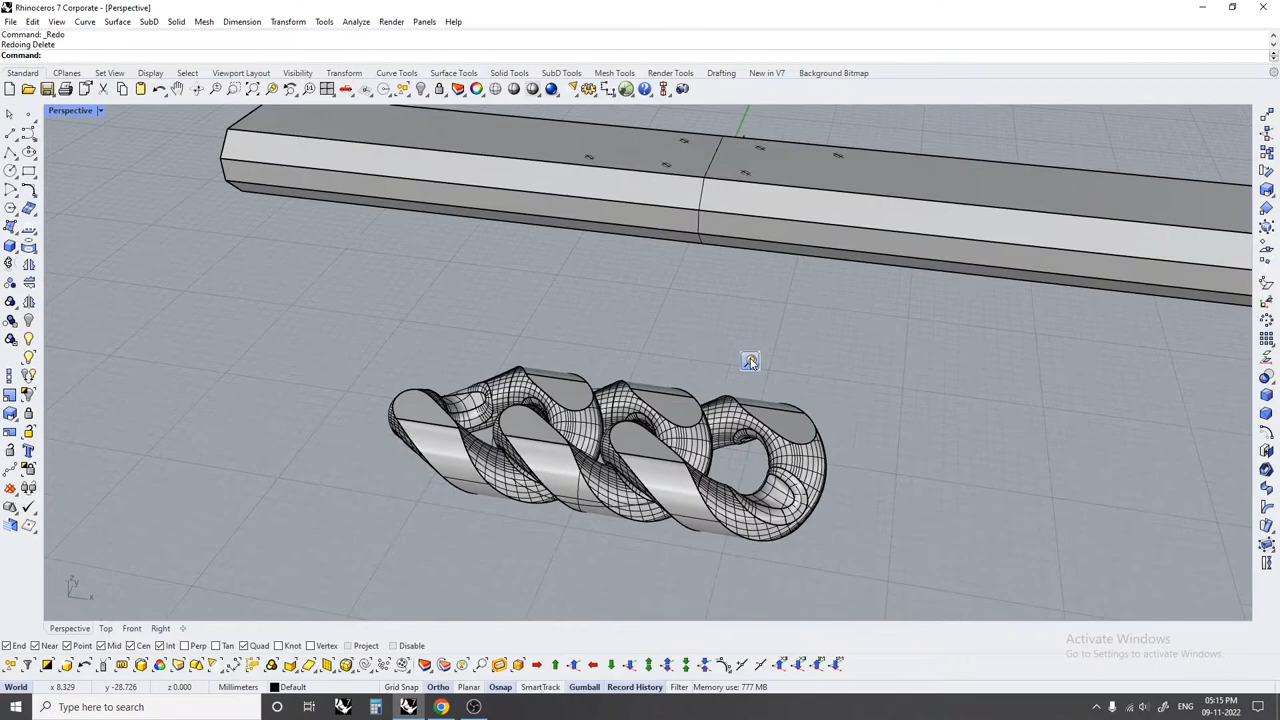 Rhinoceros 7 Corporate - [Perspective]
File Edit View Curve Surface SubD Solid Mesh Dimension Transform Tools Analyze Render Panels Help
Command: _Redo
Redoing Delete
Command:
Standard CPlanes Set View Display Select Viewport Layout Visibility Transform Curve Tools Surface Tools Solid Tools SubD Tools Mesh Tools Render Tools Drafting New in V7 Background Bitmap
Perspective
z y x
Perspective Top Front Right
End Near Point Mid Cen Int Perp Tan Quad Knot Vertex Project Disable
Activate Windows
Go to Settings to activate Windows.
World x 8.329 y -28.726 z 0.000 Millimeters Default Grid Snap Ortho Planar Osnap SmartTrack Gumball Record History Filter Memory use: 777 MB
Type here to search
ENG
05:15 PM
09-11-2022